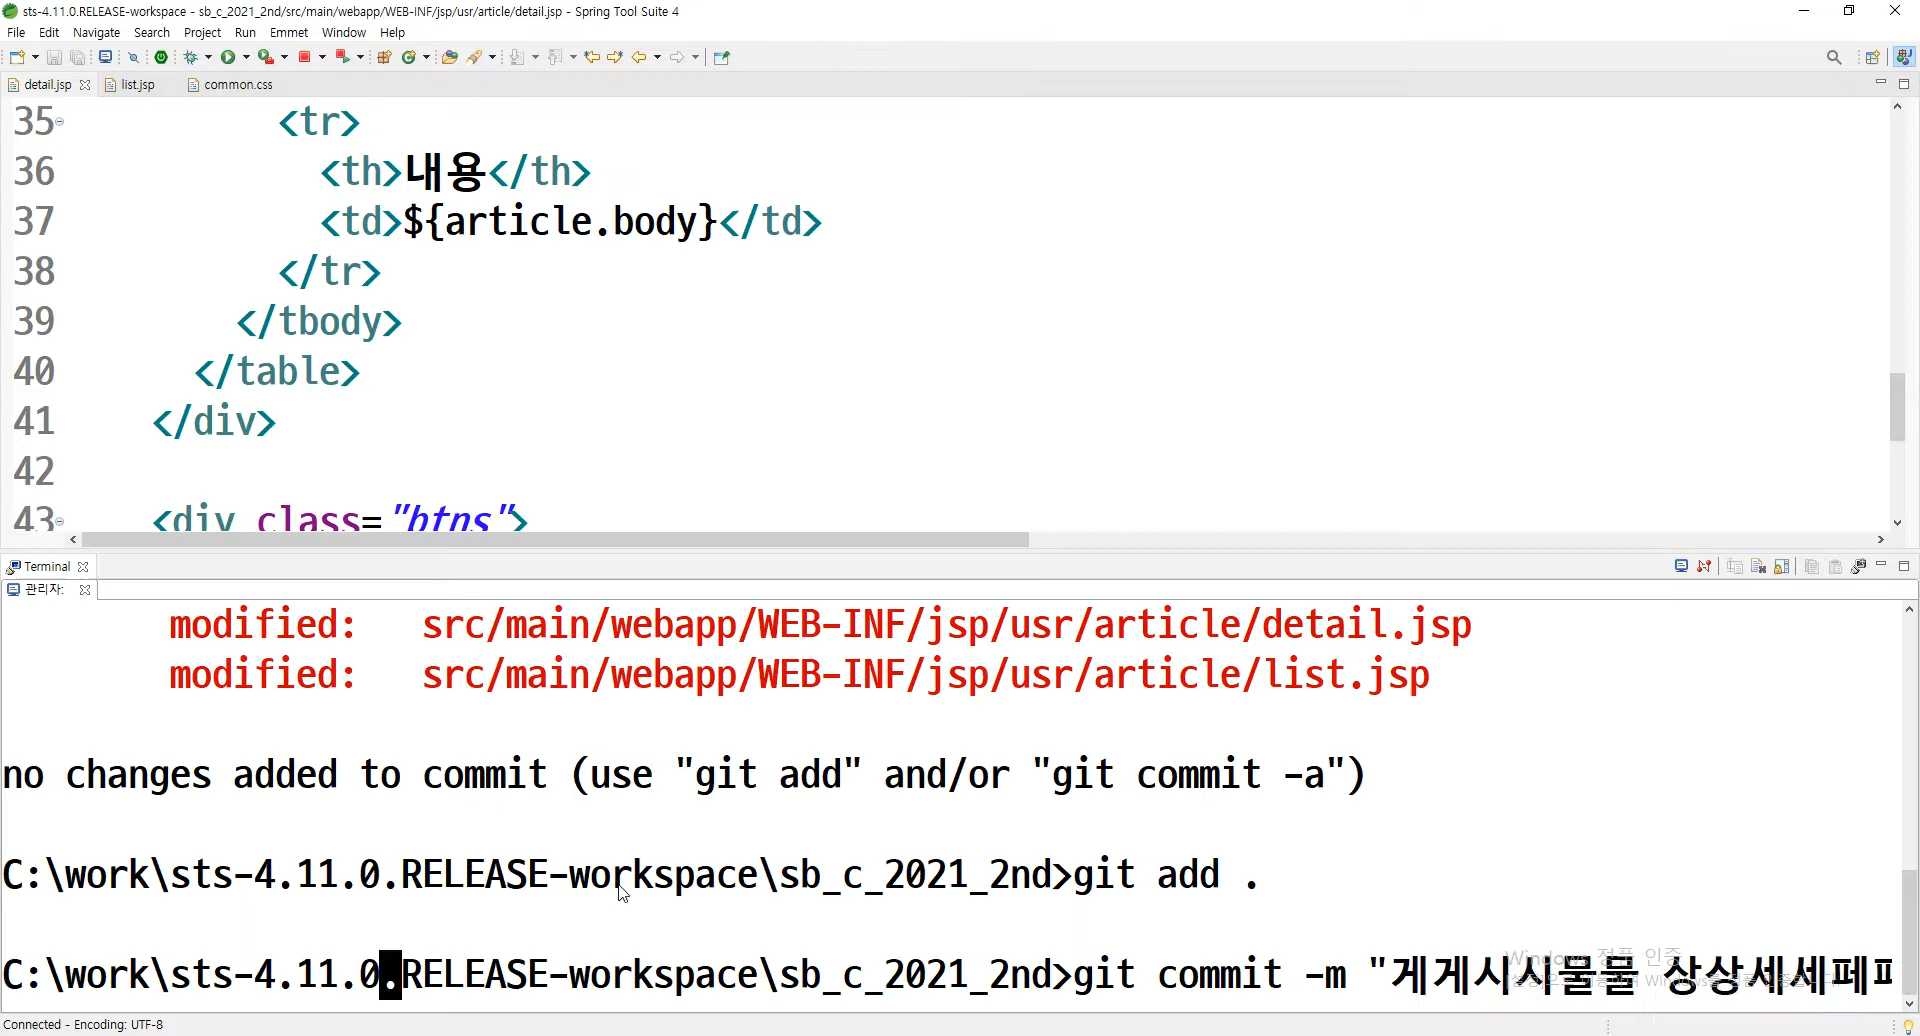 sts-4.11.0.RELEASE-workspace - sb_c_2021_2nd/src/main/webapp/WEB-INF/jsp/usr/article/detail.jsp - Spring Tool Suite 4
File Edit Navigate Search Project Run Emmet Window Help
detail.jsp list.jsp common.css
35 <tr>
36 <th>내용</th>
37 <td>${article.body}</td>
38 </tr>
39 </tbody>
40 </table>
41 </div>
42
43 <div class="btns">
Terminal
관리자:
modified: src/main/webapp/WEB-INF/jsp/usr/article/detail.jsp
modified: src/main/webapp/WEB-INF/jsp/usr/article/list.jsp
no changes added to commit (use "git add" and/or "git commit -a")
C:\work\sts-4.11.0.RELEASE-workspace\sb_c_2021_2nd>git add .
Windows 정품 인증
C:\work\sts-4.11.0.RELEASE-workspace\sb_c_2021_2nd>git commit -m "게게시시물물 상상세세페
Connected - Encoding: UTF-8